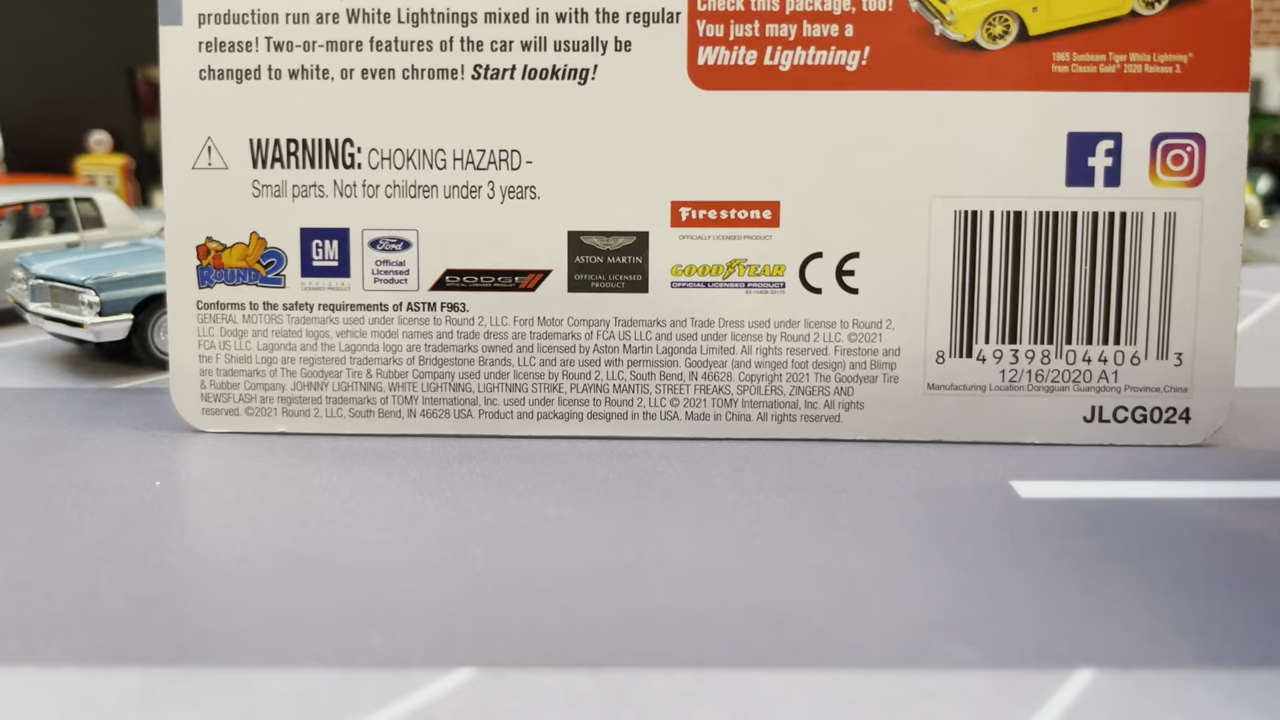 production run are White Lightnings mixed in with the regular
release! Two-or-more features of the car will usually be
changed to white, or even chrome! Start looking!
Check this package, too!
You just may have a
White Lightning!
1965 Sunbeam Tiger White Lightning®
from Classic Gold® 2020 Release 3.
WARNING: CHOKING HAZARD -
Small parts. Not for children under 3 years.
ROUND2
GM
OFFICIAL
LICENSED PRODUCT
Ford
Official
Licensed
Product
DODGE
OFFICIAL LICENSED PRODUCT
ASTON MARTIN
OFFICIAL LICENSED
PRODUCT
Firestone
OFFICIALLY LICENSED PRODUCT
GOODYEAR
OFFICIAL LICENSED PRODUCT
CE
Conforms to the safety requirements of ASTM F963.
GENERAL MOTORS Trademarks used under license to Round 2, LLC. Ford Motor Company Trademarks and Trade Dress used under license to Round 2,
LLC. Dodge and related logos, vehicle model names and trade dress are trademarks of FCA US LLC and used under license by Round 2 LLC. ©2021
FCA US LLC. Lagonda and the Lagonda logo are trademarks owned and licensed by Aston Martin Lagonda Limited. All rights reserved. Firestone and
the F Shield Logo are registered trademarks of Bridgestone Brands, LLC and are used with permission. Goodyear (and winged foot design) and Blimp
are trademarks of The Goodyear Tire & Rubber Company used under license by Round 2, LLC, South Bend, IN 46628. Copyright 2021 The Goodyear Tire
& Rubber Company. JOHNNY LIGHTNING, WHITE LIGHTNING, LIGHTNING STRIKE, PLAYING MANTIS, STREET FREAKS, SPOILERS, ZINGERS AND
NEWSFLASH are registered trademarks of TOMY International, Inc. used under license to Round 2, LLC © 2021 TOMY International, Inc. All rights
reserved. ©2021 Round 2, LLC, South Bend, IN 46628 USA. Product and packaging designed in the USA. Made in China. All rights reserved.
8 49398 04406 3
12/16/2020 A1
Manufacturing Location:Dongguan Guangdong Province,China
JLCG024